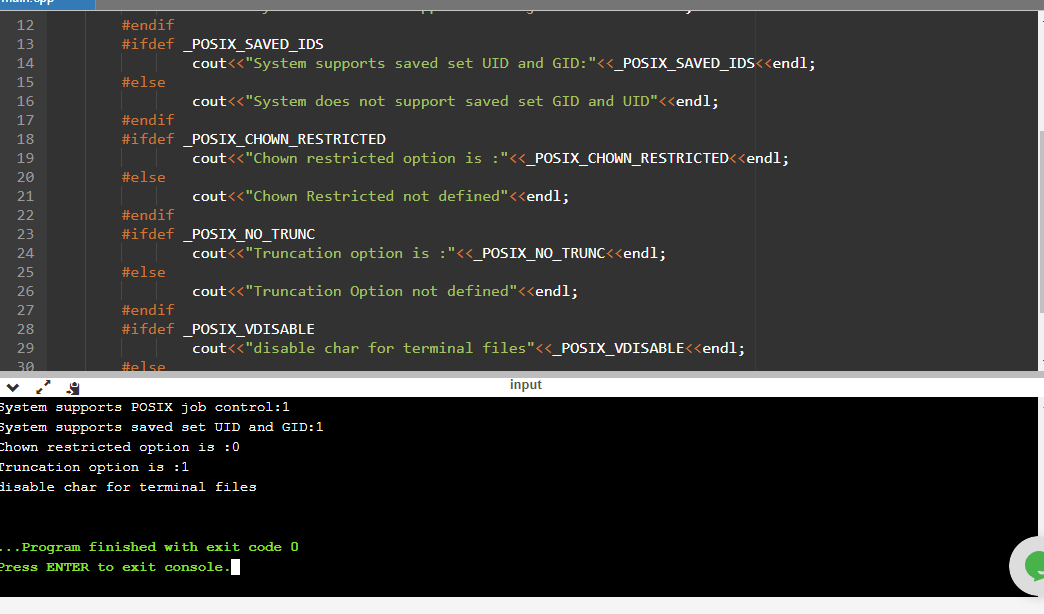 main.cpp
12 #endif
13 #ifdef _POSIX_SAVED_IDS
14 cout<<"System supports saved set UID and GID:"<<_POSIX_SAVED_IDS<<endl;
15 #else
16 cout<<"System does not support saved set GID and UID"<<endl;
17 #endif
18 #ifdef _POSIX_CHOWN_RESTRICTED
19 cout<<"Chown restricted option is :"<<_POSIX_CHOWN_RESTRICTED<<endl;
20 #else
21 cout<<"Chown Restricted not defined"<<endl;
22 #endif
23 #ifdef _POSIX_NO_TRUNC
24 cout<<"Truncation option is :"<<_POSIX_NO_TRUNC<<endl;
25 #else
26 cout<<"Truncation Option not defined"<<endl;
27 #endif
28 #ifdef _POSIX_VDISABLE
29 cout<<"disable char for terminal files"<<_POSIX_VDISABLE<<endl;
30 #else
input
System supports POSIX job control:1
System supports saved set UID and GID:1
Chown restricted option is :0
Truncation option is :1
disable char for terminal files
...Program finished with exit code 0
Press ENTER to exit console.